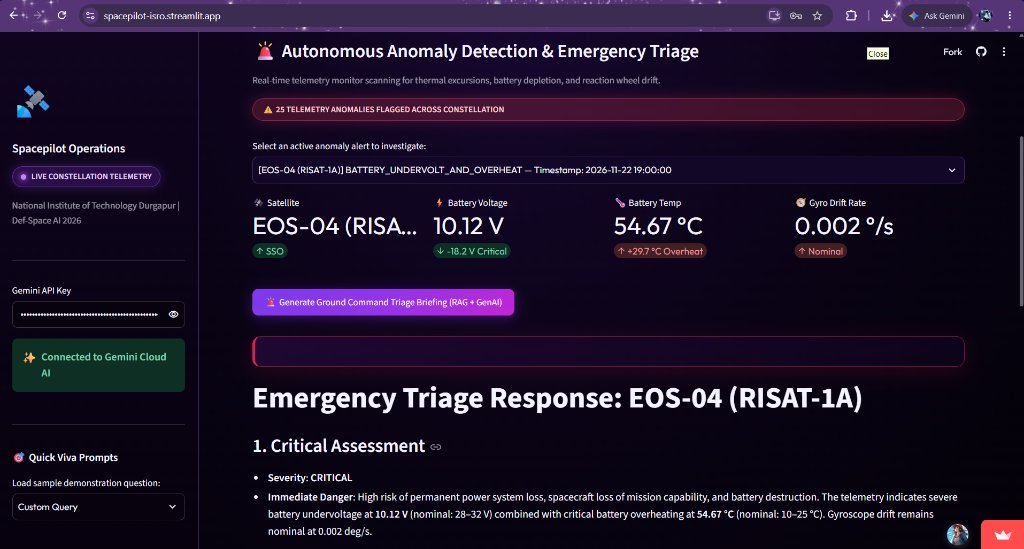 spacepilot-isro.streamlit.app
Ask Gemini
Autonomous Anomaly Detection & Emergency Triage
Close
Fork
Real-time telemetry monitor scanning for thermal excursions, battery depletion, and reaction wheel drift.
25 TELEMETRY ANOMALIES FLAGGED ACROSS CONSTELLATION
Spacepilot Operations
LIVE CONSTELLATION TELEMETRY
National Institute of Technology Durgapur |
Def-Space AI 2026
Gemini API Key
Connected to Gemini Cloud
AI
Quick Viva Prompts
Load sample demonstration question:
Custom Query
Select an active anomaly alert to investigate:
[EOS-04 (RISAT-1A)] BATTERY_UNDERVOLT_AND_OVERHEAT — Timestamp: 2026-11-22 19:00:00
Satellite
EOS-04 (RISA...
↑ SSO
Battery Voltage
10.12 V
↓ -18.2 V Critical
Battery Temp
54.67 °C
↑ +29.7 °C Overheat
Gyro Drift Rate
0.002 °/s
↑ Nominal
Generate Ground Command Triage Briefing (RAG + GenAI)
Emergency Triage Response: EOS-04 (RISAT-1A)
1. Critical Assessment
• Severity: CRITICAL
• Immediate Danger: High risk of permanent power system loss, spacecraft loss of mission capability, and battery destruction. The telemetry indicates severe
battery undervoltage at 10.12 V (nominal: 28–32 V) combined with critical battery overheating at 54.67 °C (nominal: 10–25 °C). Gyroscope drift remains
nominal at 0.002 deg/s.